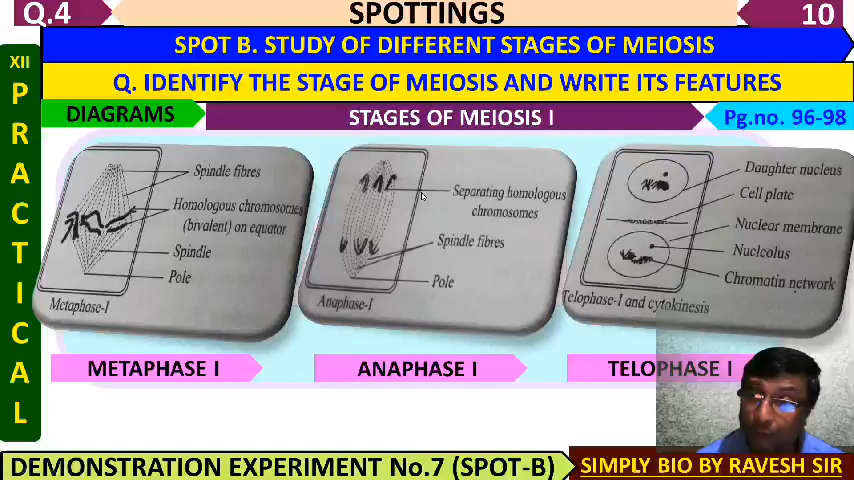 Q.4
SPOTTINGS
10
SPOT B. STUDY OF DIFFERENT STAGES OF MEIOSIS
XII
PRACTICAL
Q. IDENTIFY THE STAGE OF MEIOSIS AND WRITE ITS FEATURES
DIAGRAMS
STAGES OF MEIOSIS I
Pg.no. 96-98
Spindle fibres
Homologous chromosomes
(bivalent) on equator
Spindle
Pole
Metaphase-I
Separating homologous
chromosomes
Spindle fibres
Pole
Anaphase-I
Daughter nucleus
Cell plate
Nuclear membrane
Nucleolus
Chromatin network
Telophase-I and cytokinesis
METAPHASE I
ANAPHASE I
TELOPHASE I
DEMONSTRATION EXPERIMENT No.7 (SPOT-B)
SIMPLY BIO BY RAVESH SIR